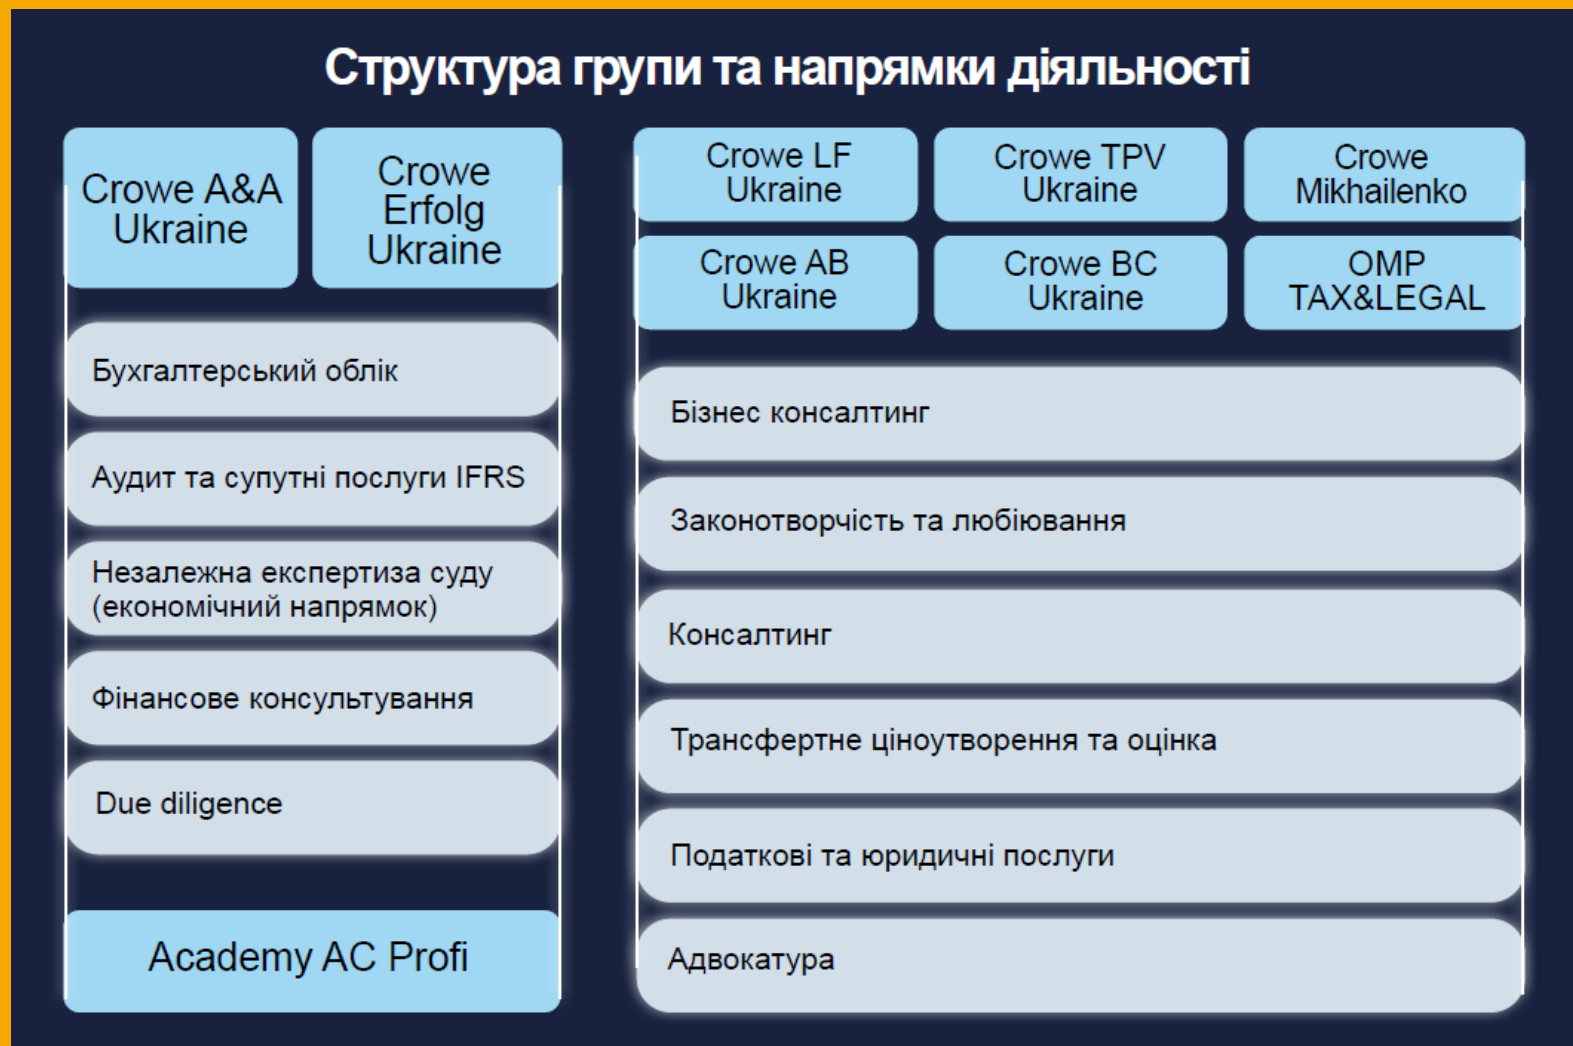 Структура групи та напрямки діяльності
Crowe A&A
Ukraine
Crowe
Erfolg
Ukraine
Бухгалтерський облік
Аудит та супутні послуги IFRS
Незалежна експертиза суду
(економічний напрямок)
Фінансове консультування
Due diligence
Academy AC Profi
Crowe LF
Ukraine
Crowe TPV
Ukraine
Crowe
Mikhailenko
Crowe AB
Ukraine
Crowe BC
Ukraine
OMP
TAX&LEGAL
Бізнес консалтинг
Законотворчість та любіювання
Консалтинг
Трансфертне ціноутворення та оцінка
Податкові та юридичні послуги
Адвокатура